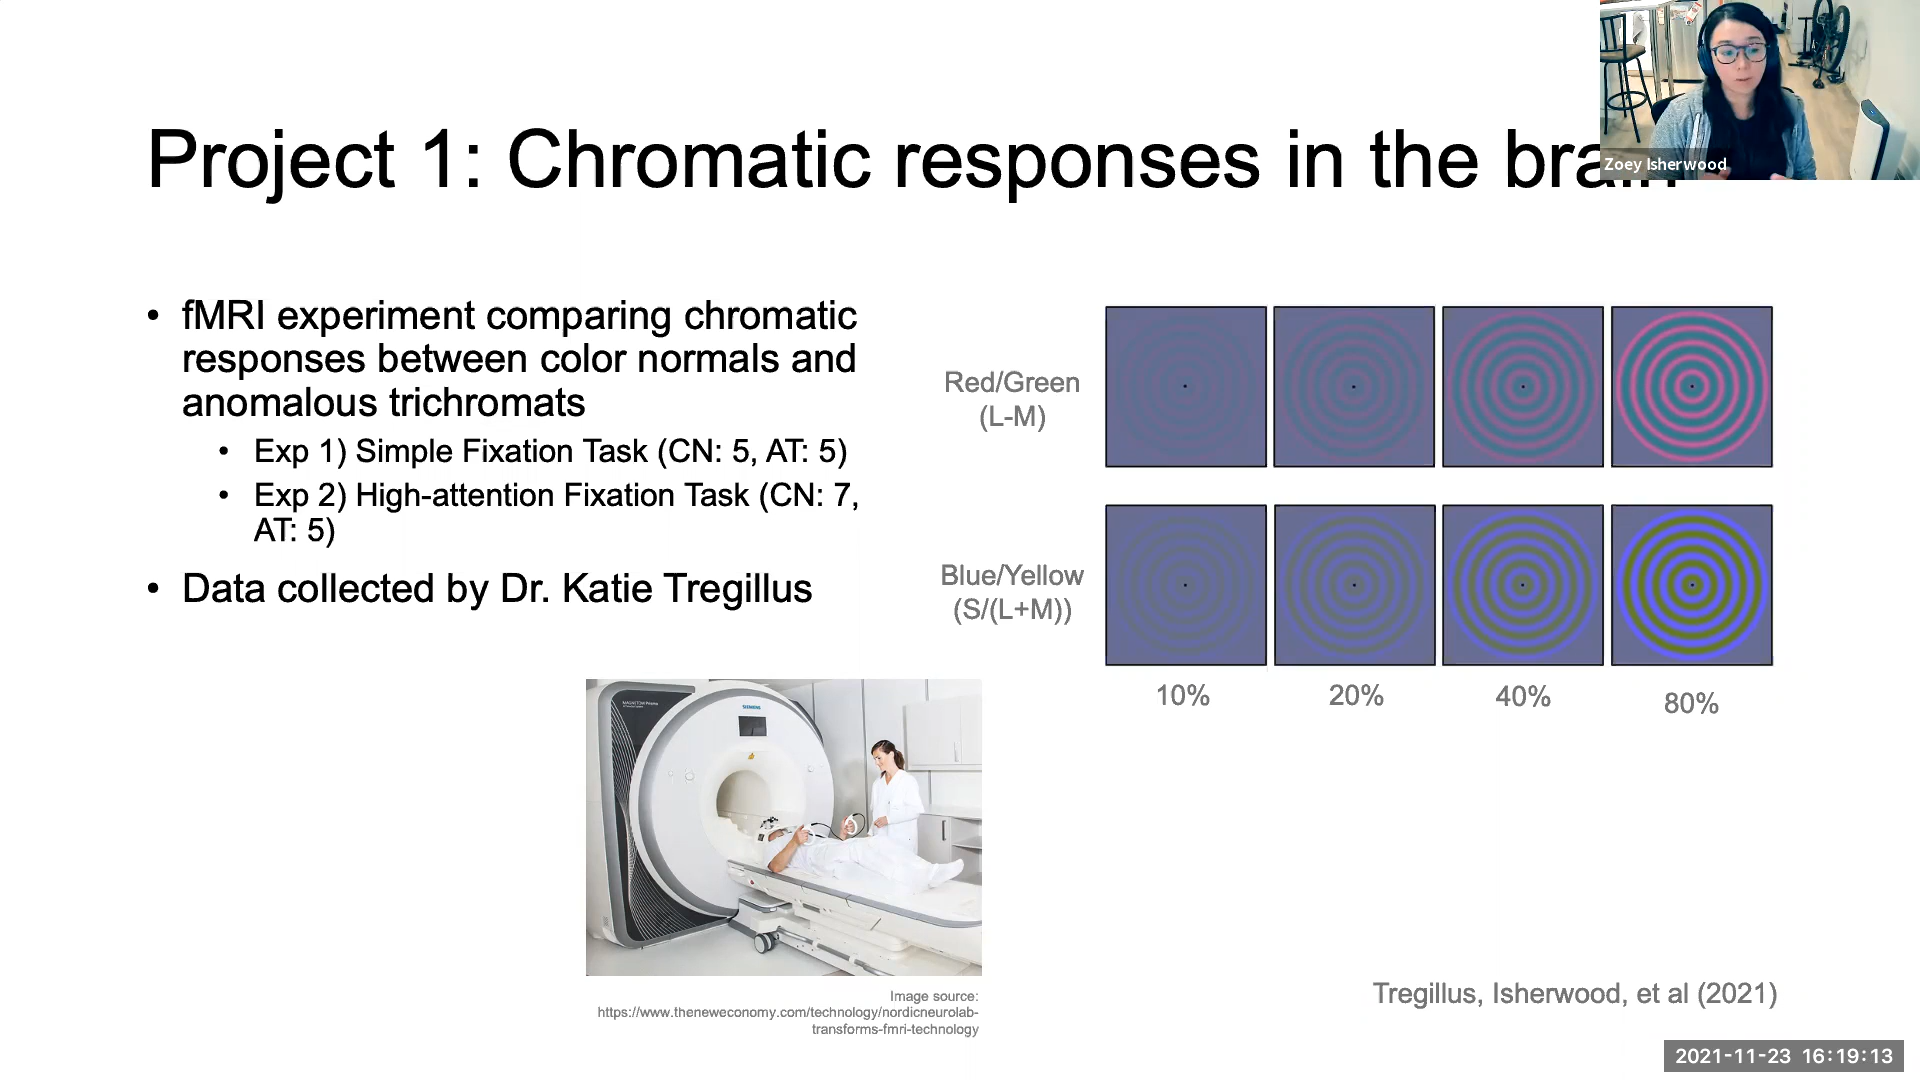 Project 1: Chromatic responses in the brain
Zoey Isherwood
• fMRI experiment comparing chromatic
responses between color normals and
anomalous trichromats
• Exp 1) Simple Fixation Task (CN: 5, AT: 5)
• Exp 2) High-attention Fixation Task (CN: 7,
AT: 5)
• Data collected by Dr. Katie Tregillus
Red/Green
(L-M)
Blue/Yellow
(S/(L+M))
10%
20%
40%
80%
SIEMENS
Image source:
https://www.theneweconomy.com/technology/nordicneurolab-
transforms-fmri-technology
Tregillus, Isherwood, et al (2021)
2021-11-23 16:19:13